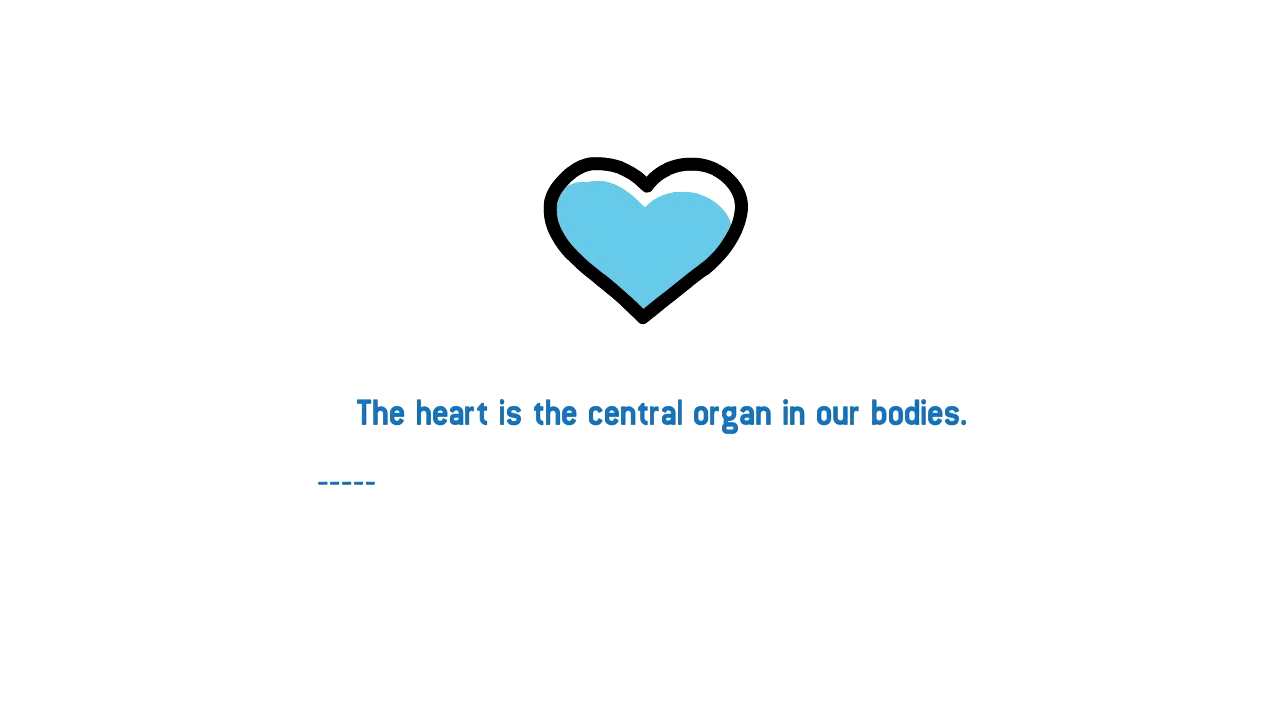 The heart is the central organ in our bodies.
-----